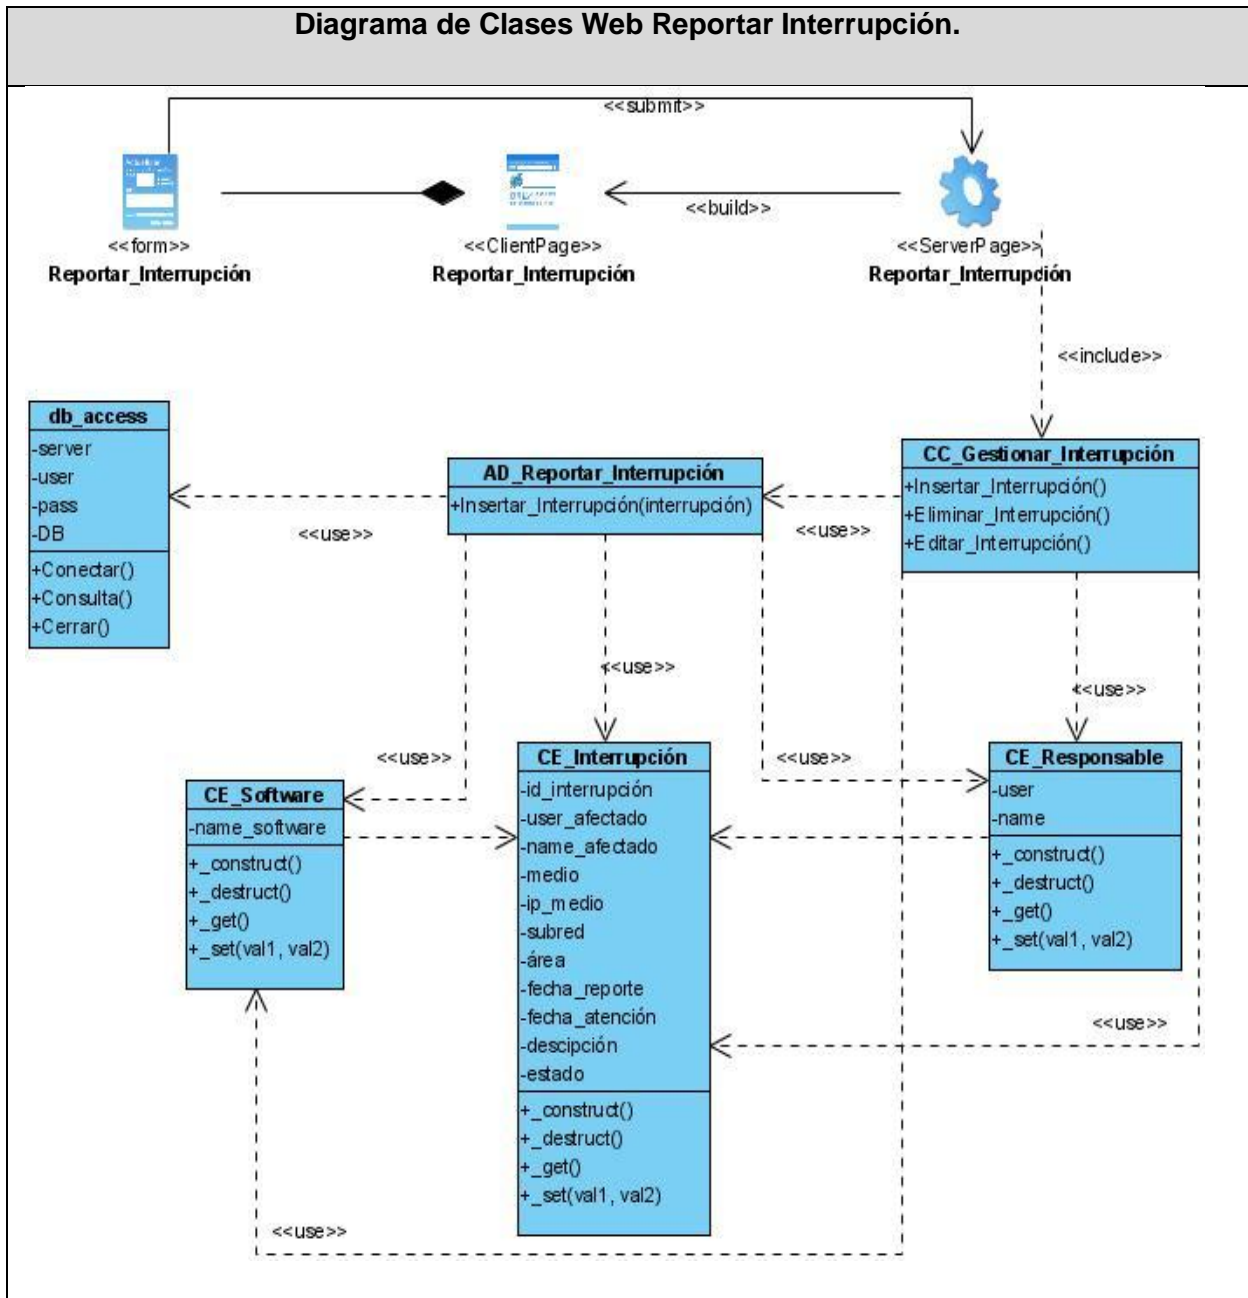 Diagrama de Clases Web Reportar Interrupción.
<<submit>>
<<build>>
<<form>>
Reportar_Interrupción
<<ClientPage>>
Reportar_Interrupción
<<ServerPage>>
Reportar_Interrupción
<<include>>
db_access
-server
-user
-pass
-DB
+Conectar()
+Consulta()
+Cerrar()
<<use>>
AD_Reportar_Interrupción
+Insertar_Interrupción(interrupción)
<<use>>
CC_Gestionar_Interrupción
+Insertar_Interrupción()
+Eliminar_Interrupción()
+Editar_Interrupción()
<<use>>
<<use>>
<<use>>
<<use>>
CE_Software
-name_software
+_construct()
+_destruct()
+_get()
+_set(val1, val2)
CE_Interrupción
-id_interrupción
-user_afectado
-name_afectado
-medio
-ip_medio
-subred
-área
-fecha_reporte
-fecha_atención
-descipción
-estado
+_construct()
+_destruct()
+_get()
+_set(val1, val2)
CE_Responsable
-user
-name
+_construct()
+_destruct()
+_get()
+_set(val1, val2)
<<use>>
<<use>>